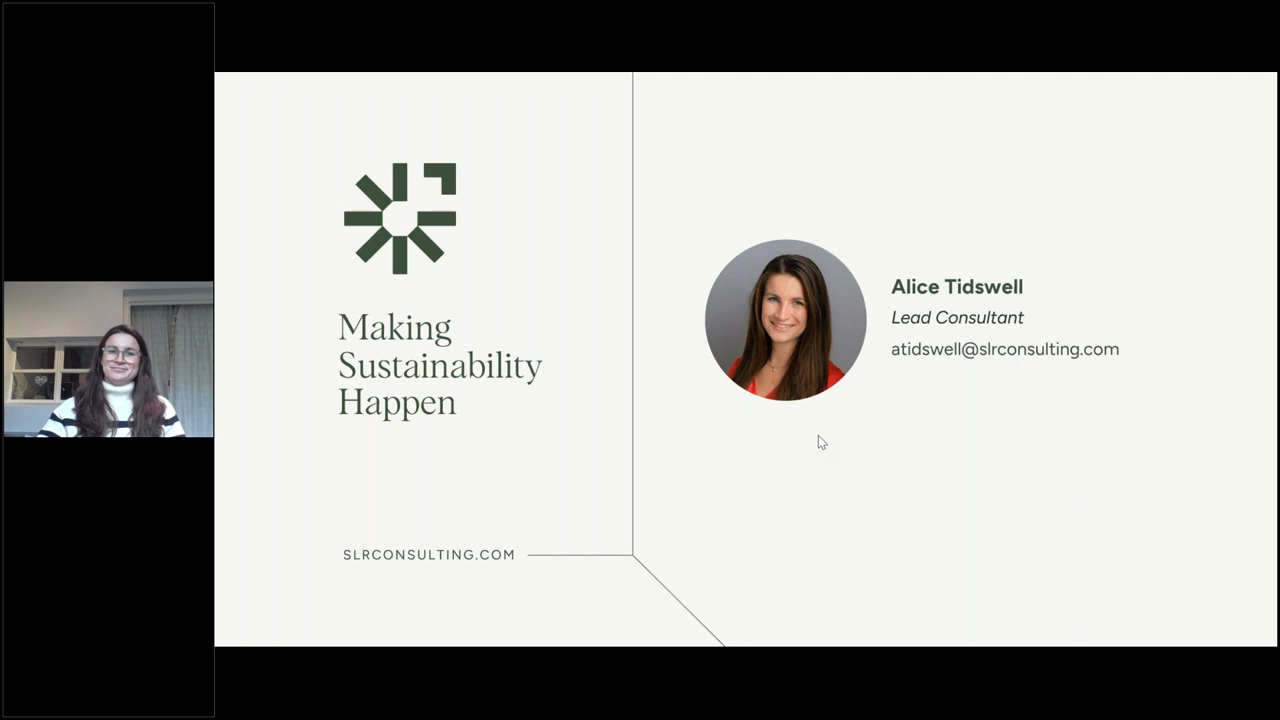 Making
Sustainability
Happen
SLRCONSULTING.COM
Alice Tidswell
Lead Consultant
atidswell@slrconsulting.com